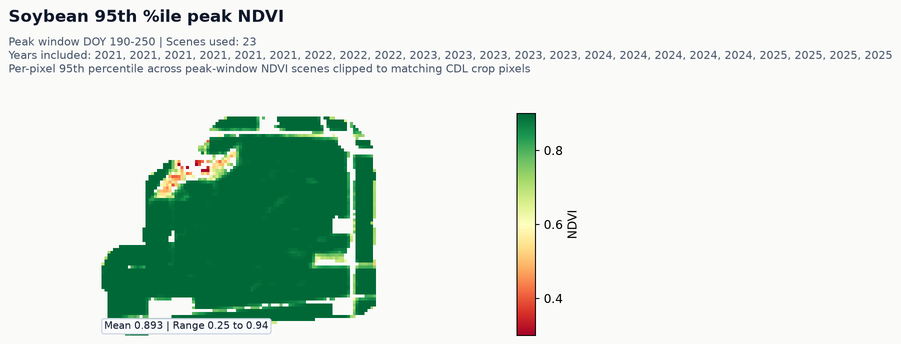 Soybean 95th %ile peak NDVI
Peak window DOY 190-250 | Scenes used: 23
Years included: 2021, 2021, 2021, 2021, 2021, 2021, 2022, 2022, 2022, 2023, 2023, 2023, 2023, 2023, 2024, 2024, 2024, 2024, 2024, 2025, 2025, 2025, 2025
Per-pixel 95th percentile across peak-window NDVI scenes clipped to matching CDL crop pixels
0.8
0.6
0.4
NDVI
Mean 0.893 | Range 0.25 to 0.94